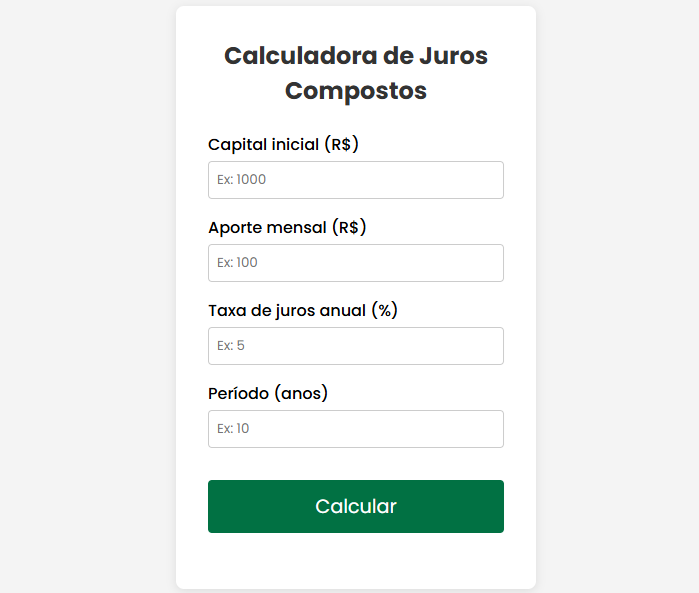 Calculadora de Juros
Compostos
Capital inicial (R$)
Ex: 1000
Aporte mensal (R$)
Ex: 100
Taxa de juros anual (%)
Ex: 5
Período (anos)
Ex: 10
Calcular